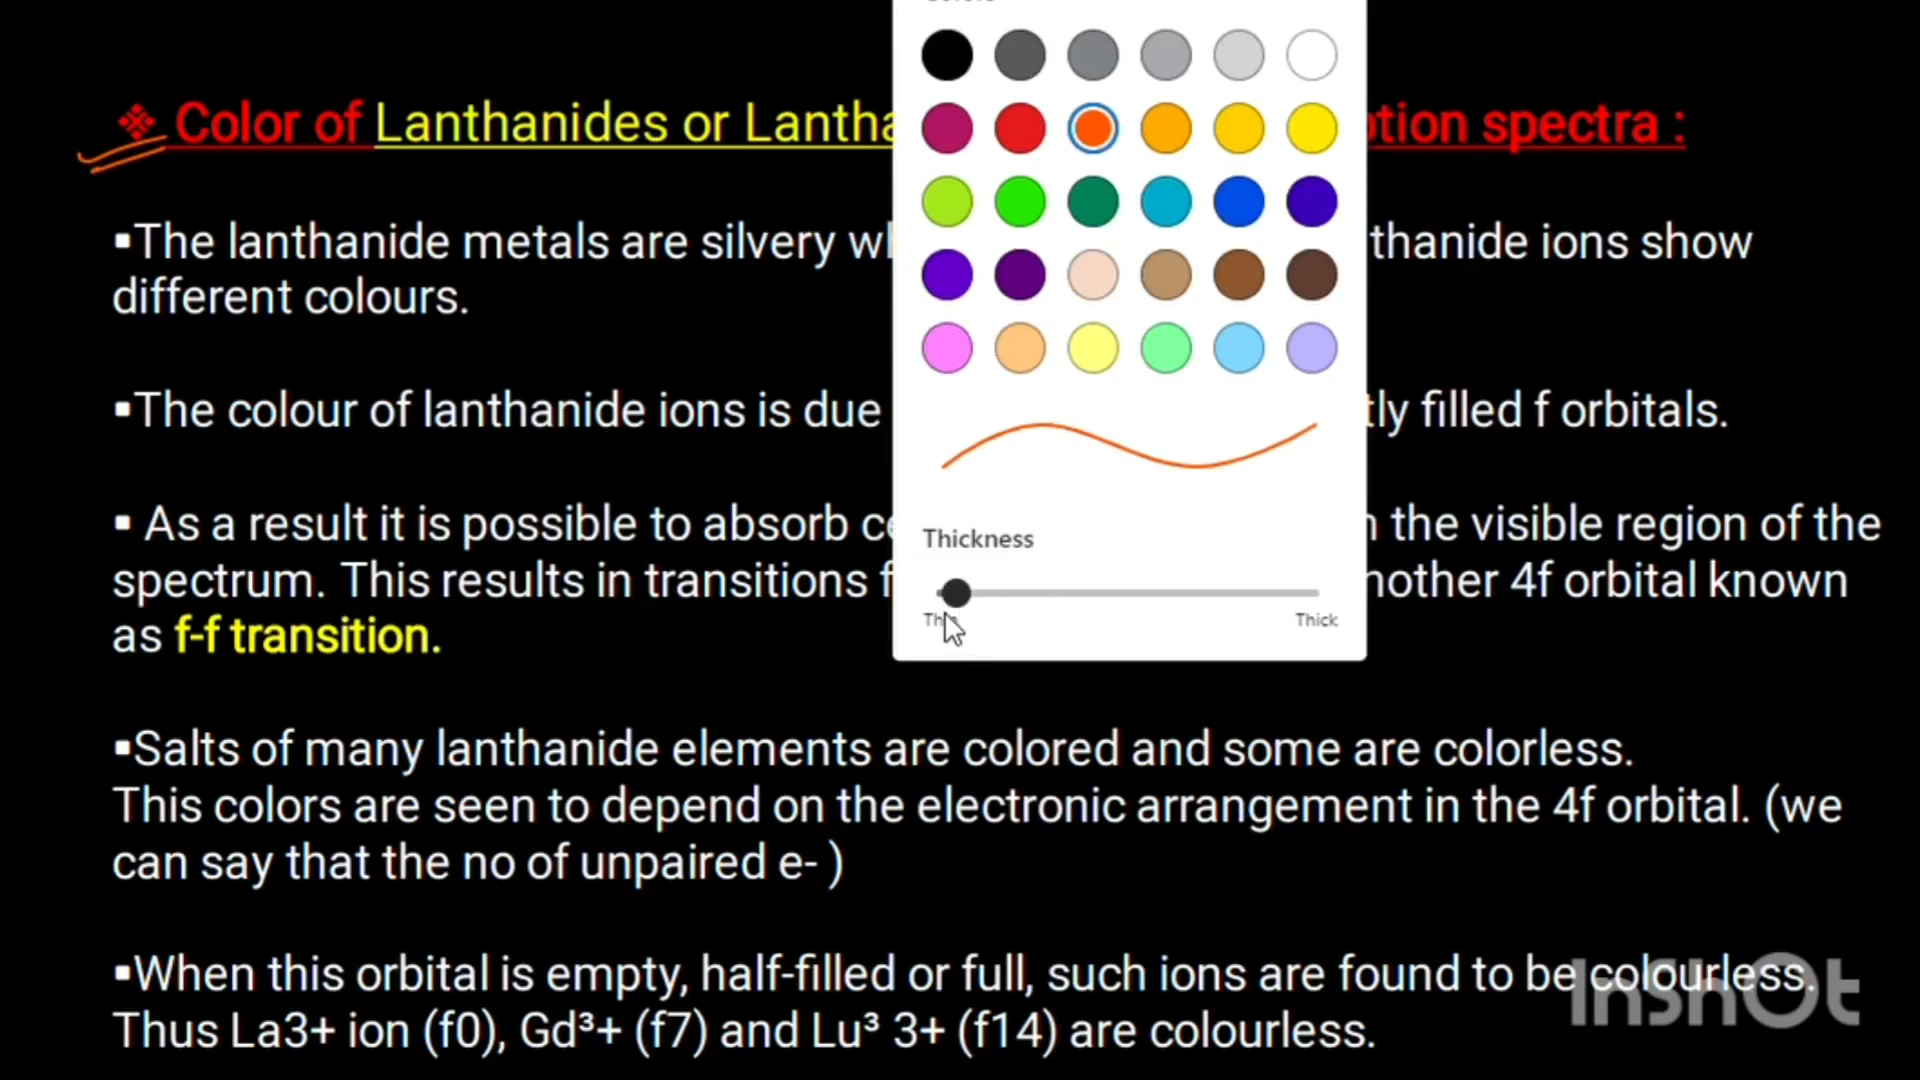 ❖ Color of Lanthanides or Lantha tion spectra :
▪The lanthanide metals are silvery thanide ions show
different colours.
▪The colour of lanthanide ions is due filled f orbitals.
▪ As a result it is possible to absorb the visible region of the
spectrum. This results in transitions 4f orbital known
as f-f transition.
▪Salts of many lanthanide elements are colored and some are colorless.
This colors are seen to depend on the electronic arrangement in the 4f orbital. (we
can say that the no of unpaired e- )
▪When this orbital is empty, half-filled or full, such ions are found to be colourless.
Thus La3+ ion (f0), Gd³+ (f7) and Lu³ 3+ (f14) are colourless.
Thickness
Thick
InShOt